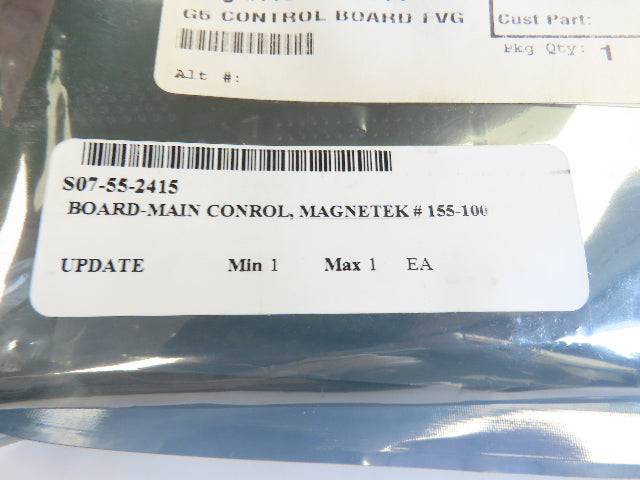 G5 CONTROL BOARD FVG
Cust Part:
Pkg Qty: 1
Alt #:
S07-55-2415
BOARD-MAIN CONROL, MAGNETEK # 155-100
UPDATE Min 1 Max 1 EA